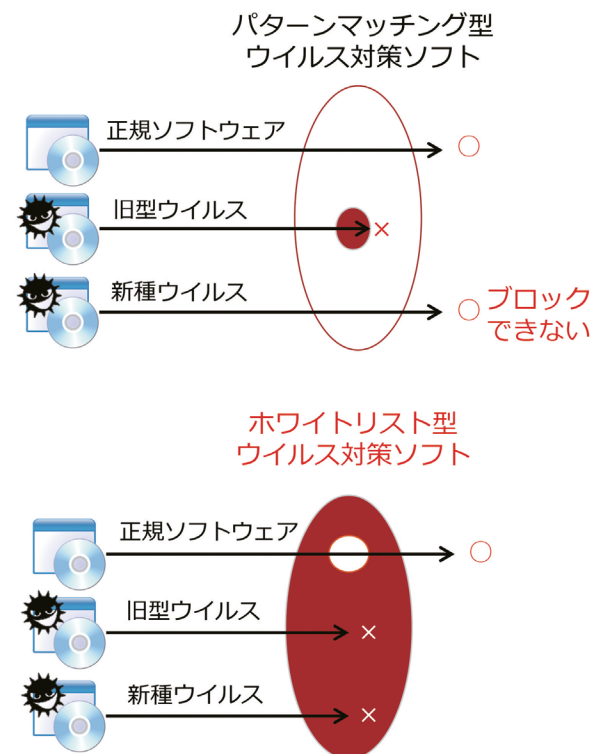 パターンマッチング型
ウイルス対策ソフト
正規ソフトウェア
○
旧型ウイルス
×
新種ウイルス
○ ブロック
できない
ホワイトリスト型
ウイルス対策ソフト
正規ソフトウェア
○
旧型ウイルス
×
新種ウイルス
×